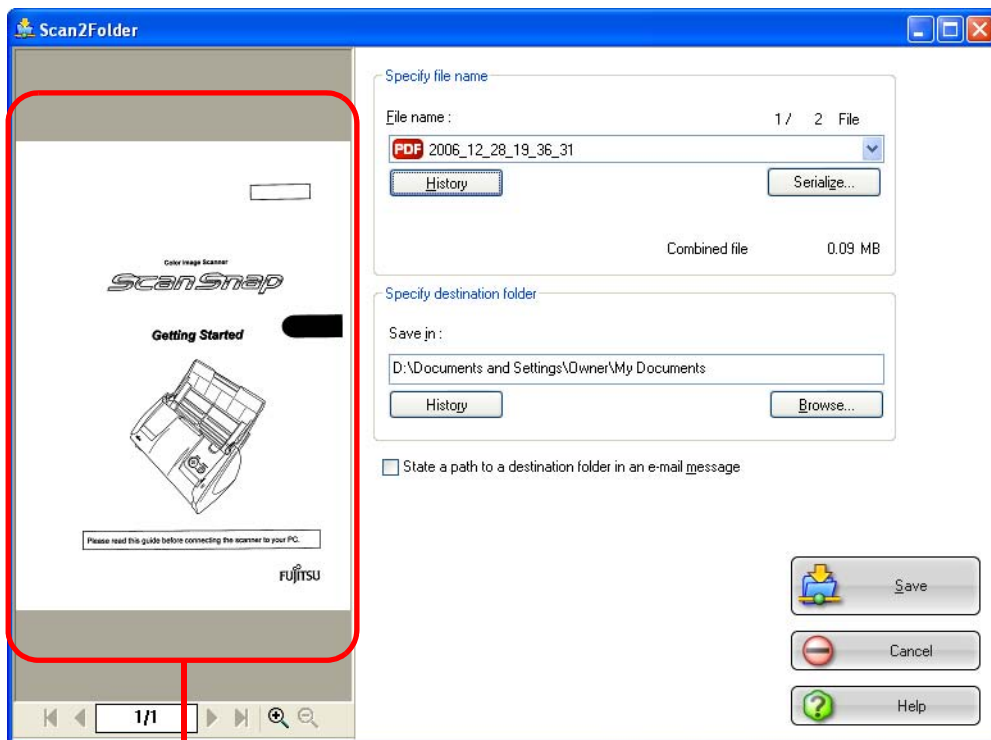 Scan2Folder
Color Image Scanner
ScanSnap
Getting Started
Please read this guide before connecting the scanner to your PC.
FUJITSU
1/1
Specify file name
File name :
1 / 2 File
PDF 2006_12_28_19_36_31
History
Serialize...
Combined file 0.09 MB
Specify destination folder
Save in :
D:\Documents and Settings\Owner\My Documents
History
Browse...
State a path to a destination folder in an e-mail message
Save
Cancel
Help